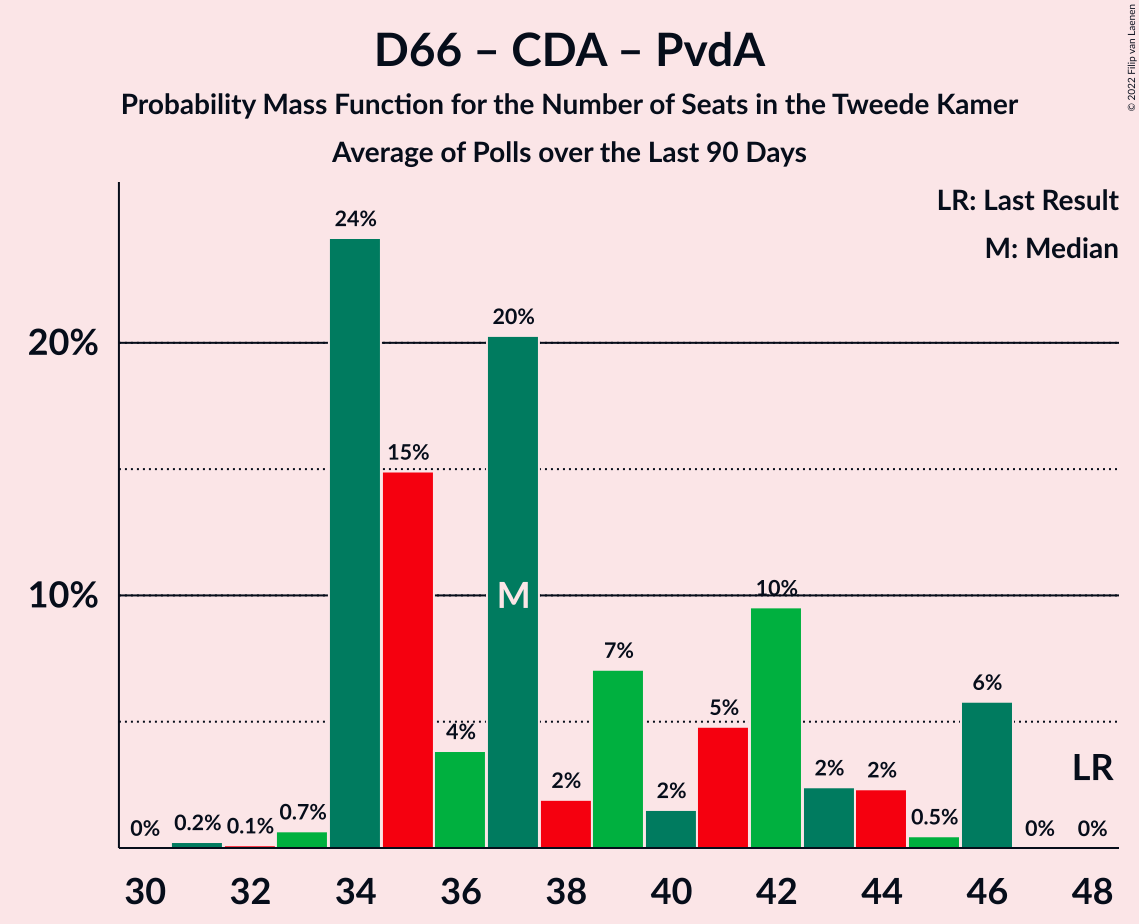 D66 – CDA – PvdA
Probability Mass Function for the Number of Seats in the Tweede Kamer
Average of Polls over the Last 90 Days
© 2022 Filip van Laenen
LR: Last Result
M: Median
20%
10%
0%
0.2%
0.1%
0.7%
24%
15%
4%
20%
M
2%
7%
2%
5%
10%
2%
2%
0.5%
6%
0%
LR
0%
30 32 34 36 38 40 42 44 46 48